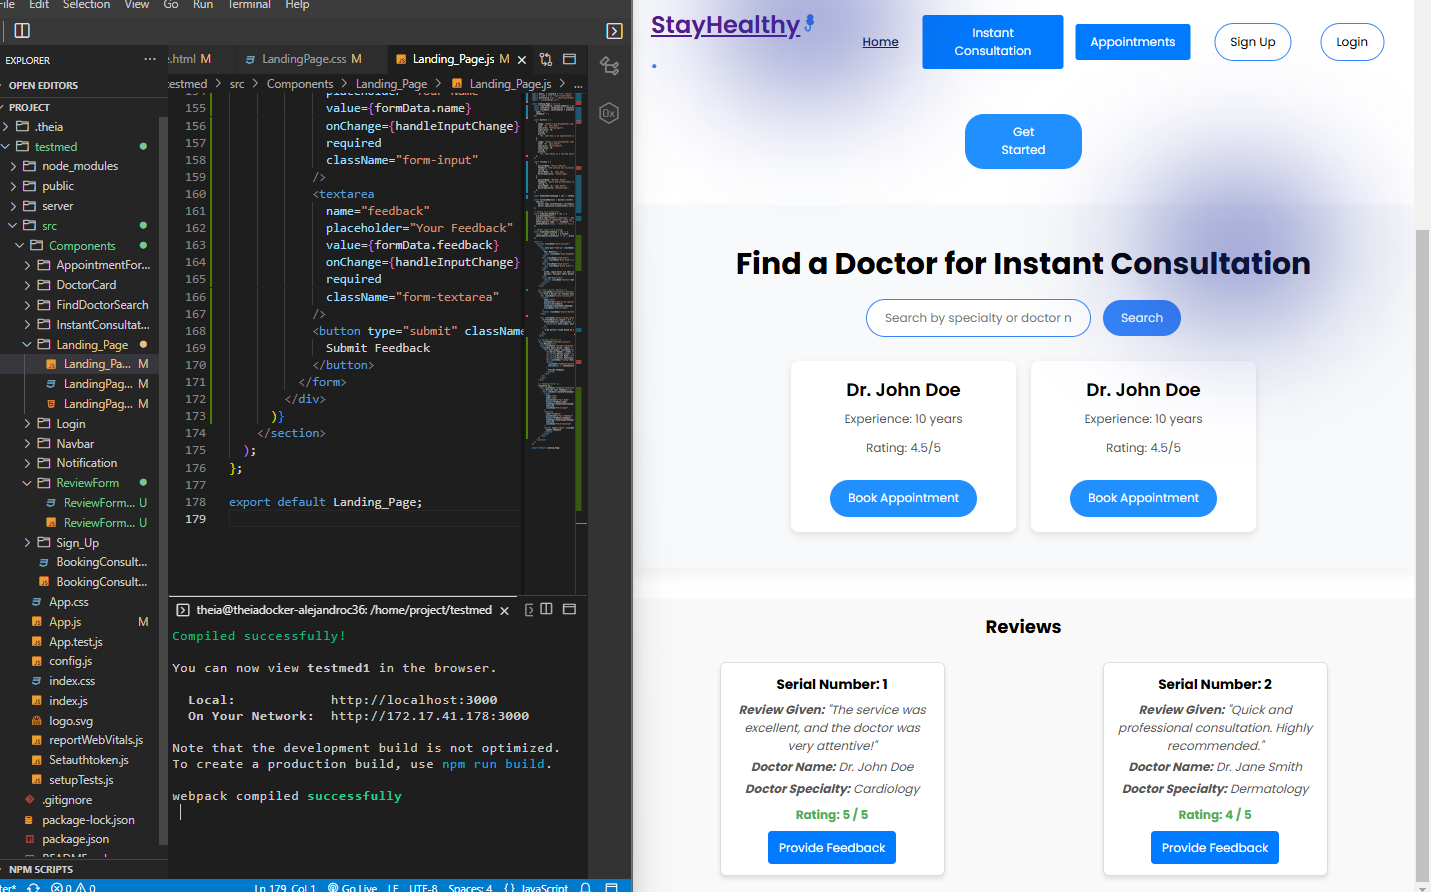 File Edit Selection View Go Run Terminal Help
EXPLORER
OPEN EDITORS
PROJECT
.theia
testmed
node_modules
public
server
src
Components
AppointmentFor...
DoctorCard
FindDoctorSearch
InstantConsultat...
Landing_Page
Landing_Pa... M
LandingPag... M
LandingPag... M
Login
Navbar
Notification
ReviewForm
ReviewForm... U
ReviewForm... U
Sign_Up
BookingConsult...
BookingConsult...
App.css
App.js M
App.test.js
config.js
index.css
index.js
logo.svg
reportWebVitals.js
Setauthtoken.js
setupTests.js
.gitignore
package-lock.json
package.json
NPM SCRIPTS
.html M
LandingPage.css M
Landing_Page.js M
testmed > src > Components > Landing_Page > Landing_Page.js > ...
155 value={formData.name}
156 onChange={handleInputChange}
157 required
158 className="form-input"
159 />
160 <textarea
161 name="feedback"
162 placeholder="Your Feedback"
163 value={formData.feedback}
164 onChange={handleInputChange}
165 required
166 className="form-textarea"
167 />
168 <button type="submit" className
169 Submit Feedback
170 </button>
171 </form>
172 </div>
173 )}
174 </section>
175 );
176 };
177
178 export default Landing_Page;
179
theia@theiadocker-alejandroc36: /home/project/testmed
Compiled successfully!
You can now view testmed1 in the browser.
Local: http://localhost:3000
On Your Network: http://172.17.41.178:3000
Note that the development build is not optimized.
To create a production build, use npm run build.
webpack compiled successfully
0 0 Ln 179, Col 1 Go Live LF UTF-8 Spaces: 4 {} JavaScript
StayHealthy
Home
Instant
Consultation
Appointments
Sign Up
Login
Get
Started
Find a Doctor for Instant Consultation
Search by specialty or doctor n
Search
Dr. John Doe
Experience: 10 years
Rating: 4.5/5
Book Appointment
Dr. John Doe
Experience: 10 years
Rating: 4.5/5
Book Appointment
Reviews
Serial Number: 1
Review Given: "The service was
excellent, and the doctor was
very attentive!"
Doctor Name: Dr. John Doe
Doctor Specialty: Cardiology
Rating: 5 / 5
Provide Feedback
Serial Number: 2
Review Given: "Quick and
professional consultation. Highly
recommended."
Doctor Name: Dr. Jane Smith
Doctor Specialty: Dermatology
Rating: 4 / 5
Provide Feedback